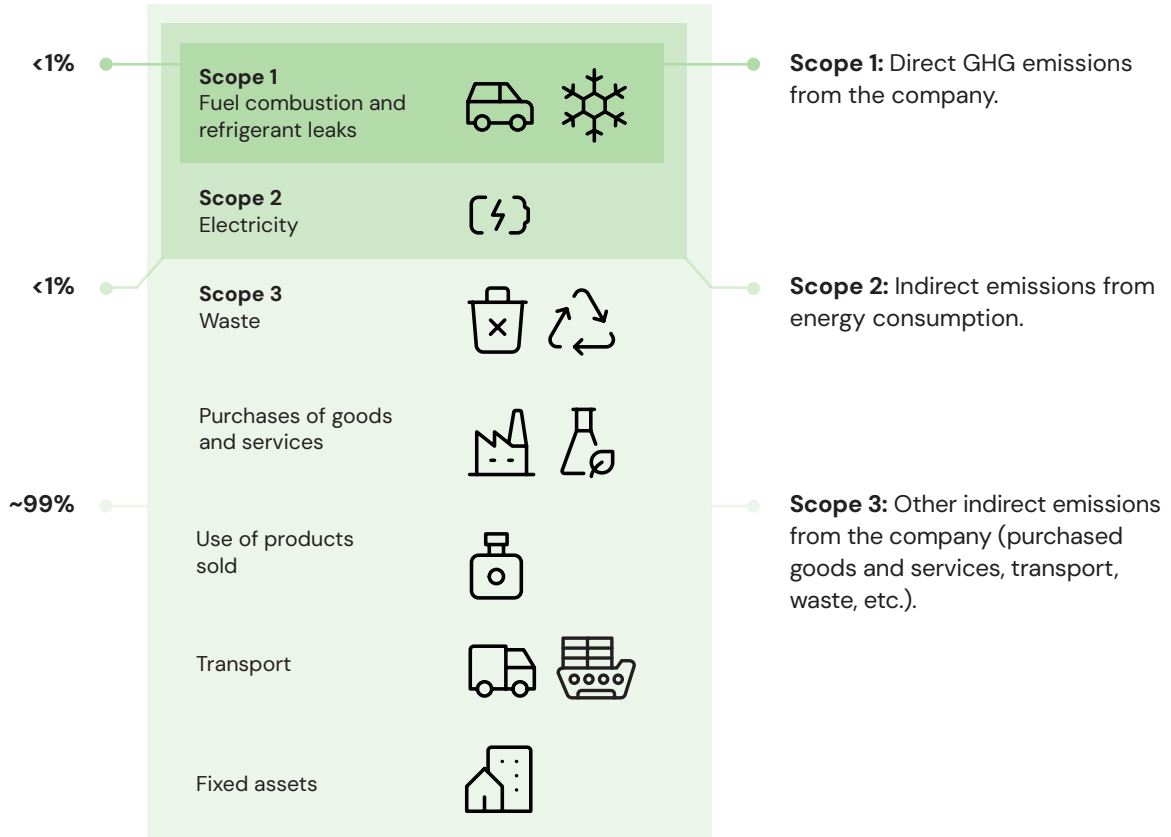 <1%
Scope 1
Fuel combustion and
refrigerant leaks
Scope 1: Direct GHG emissions
from the company.
Scope 2
Electricity
<1%
Scope 2: Indirect emissions from
energy consumption.
Scope 3
Waste
Purchases of goods
and services
~99%
Scope 3: Other indirect emissions
from the company (purchased
goods and services, transport,
waste, etc.).
Use of products
sold
Transport
Fixed assets